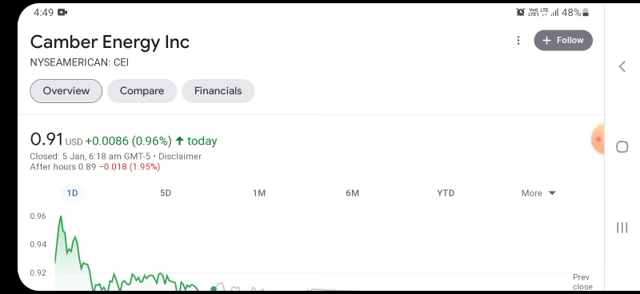 4:49 48%
Camber Energy Inc
+ Follow
NYSEAMERICAN: CEI
Overview Compare Financials
0.91 USD +0.0086 (0.96%) ↑ today
Closed: 5 Jan, 6:18 am GMT-5 • Disclaimer
After hours 0.89 −0.018 (1.95%)
1D 5D 1M 6M YTD More
0.96
0.94
0.92
Prev
close